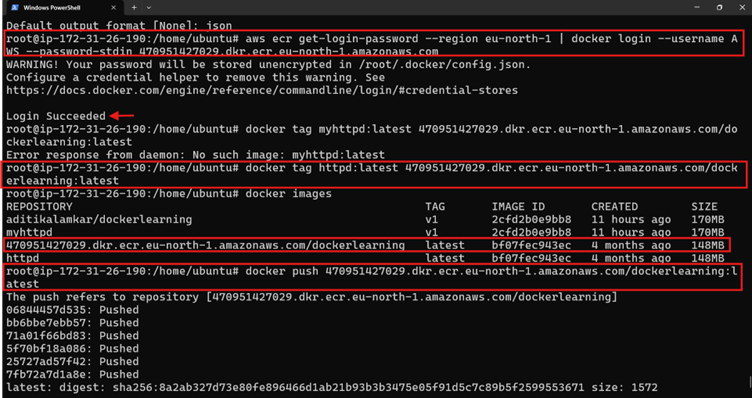 Windows PowerShell
Default output format [None]: json
root@ip-172-31-26-190:/home/ubuntu# aws ecr get-login-password --region eu-north-1 | docker login --username A
WS --password-stdin 470951427029.dkr.ecr.eu-north-1.amazonaws.com
WARNING! Your password will be stored unencrypted in /root/.docker/config.json.
Configure a credential helper to remove this warning. See
https://docs.docker.com/engine/reference/commandline/login/#credential-stores
Login Succeeded
root@ip-172-31-26-190:/home/ubuntu# docker tag myhttpd:latest 470951427029.dkr.ecr.eu-north-1.amazonaws.com/do
ckerlearning:latest
Error response from daemon: No such image: myhttpd:latest
root@ip-172-31-26-190:/home/ubuntu# docker tag httpd:latest 470951427029.dkr.ecr.eu-north-1.amazonaws.com/dock
erlearning:latest
root@ip-172-31-26-190:/home/ubuntu# docker images
REPOSITORY TAG IMAGE ID CREATED SIZE
aditikalamkar/dockerlearning v1 2cfd2b0e9bb8 11 hours ago 170MB
myhttpd v1 2cfd2b0e9bb8 11 hours ago 170MB
470951427029.dkr.ecr.eu-north-1.amazonaws.com/dockerlearning latest bf07fec943ec 4 months ago 148MB
httpd latest bf07fec943ec 4 months ago 148MB
root@ip-172-31-26-190:/home/ubuntu# docker push 470951427029.dkr.ecr.eu-north-1.amazonaws.com/dockerlearning:l
atest
The push refers to repository [470951427029.dkr.ecr.eu-north-1.amazonaws.com/dockerlearning]
06844457d535: Pushed
bb6bbe7ebb57: Pushed
71a01f66bd83: Pushed
5f70bf18a086: Pushed
25727ad57f42: Pushed
7fb72a7d1a8e: Pushed
latest: digest: sha256:8a2ab327d73e80fe896466d1ab21b93b3b3475e05f91d5c7c89b5f2599553671 size: 1572